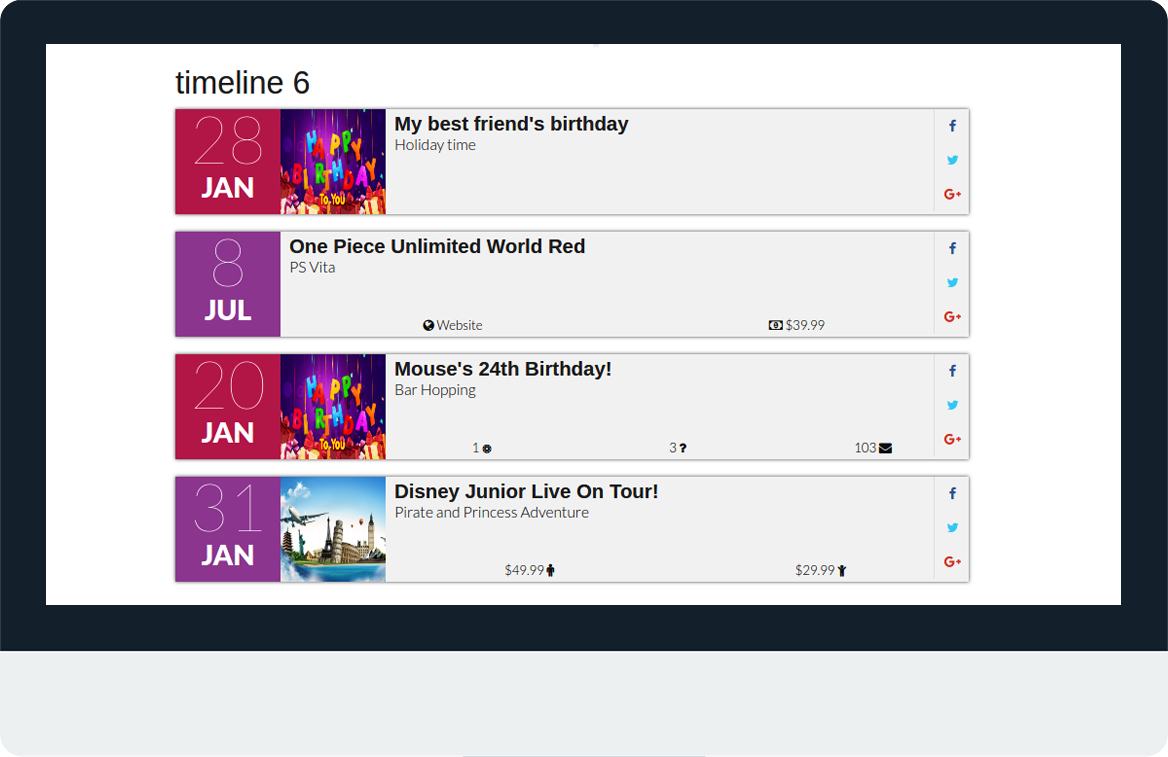 timeline 6
28
JAN
HAPPY
BIRTHDAY
To YOU
My best friend's birthday
Holiday time
8
JUL
One Piece Unlimited World Red
PS Vita
Website
$39.99
20
JAN
HAPPY
BIRTHDAY
To YOU
Mouse's 24th Birthday!
Bar Hopping
1
3 ?
103
31
JAN
Disney Junior Live On Tour!
Pirate and Princess Adventure
$49.99
$29.99